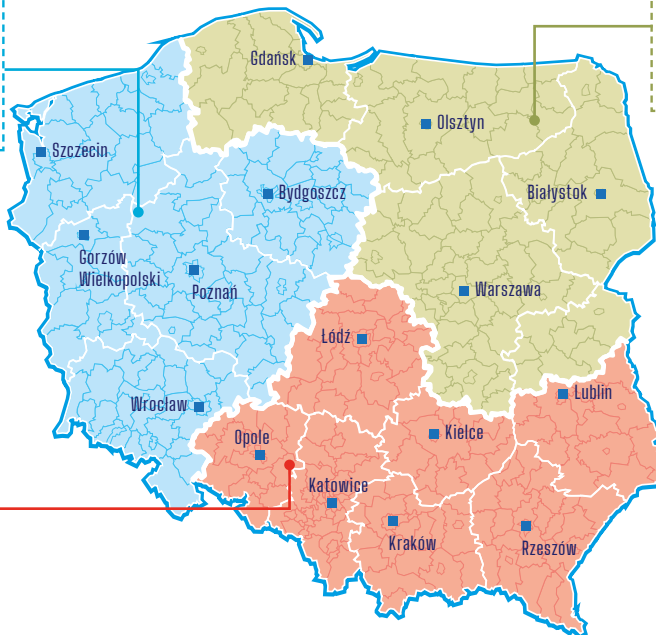 Gdańsk
Olsztyn
Szczecin
Bydgoszcz
Białystok
Gorzów
Wielkopolski
Poznań
Warszawa
Łódź
Wrocław
Lublin
Opole
Kielce
Katowice
Kraków
Rzeszów